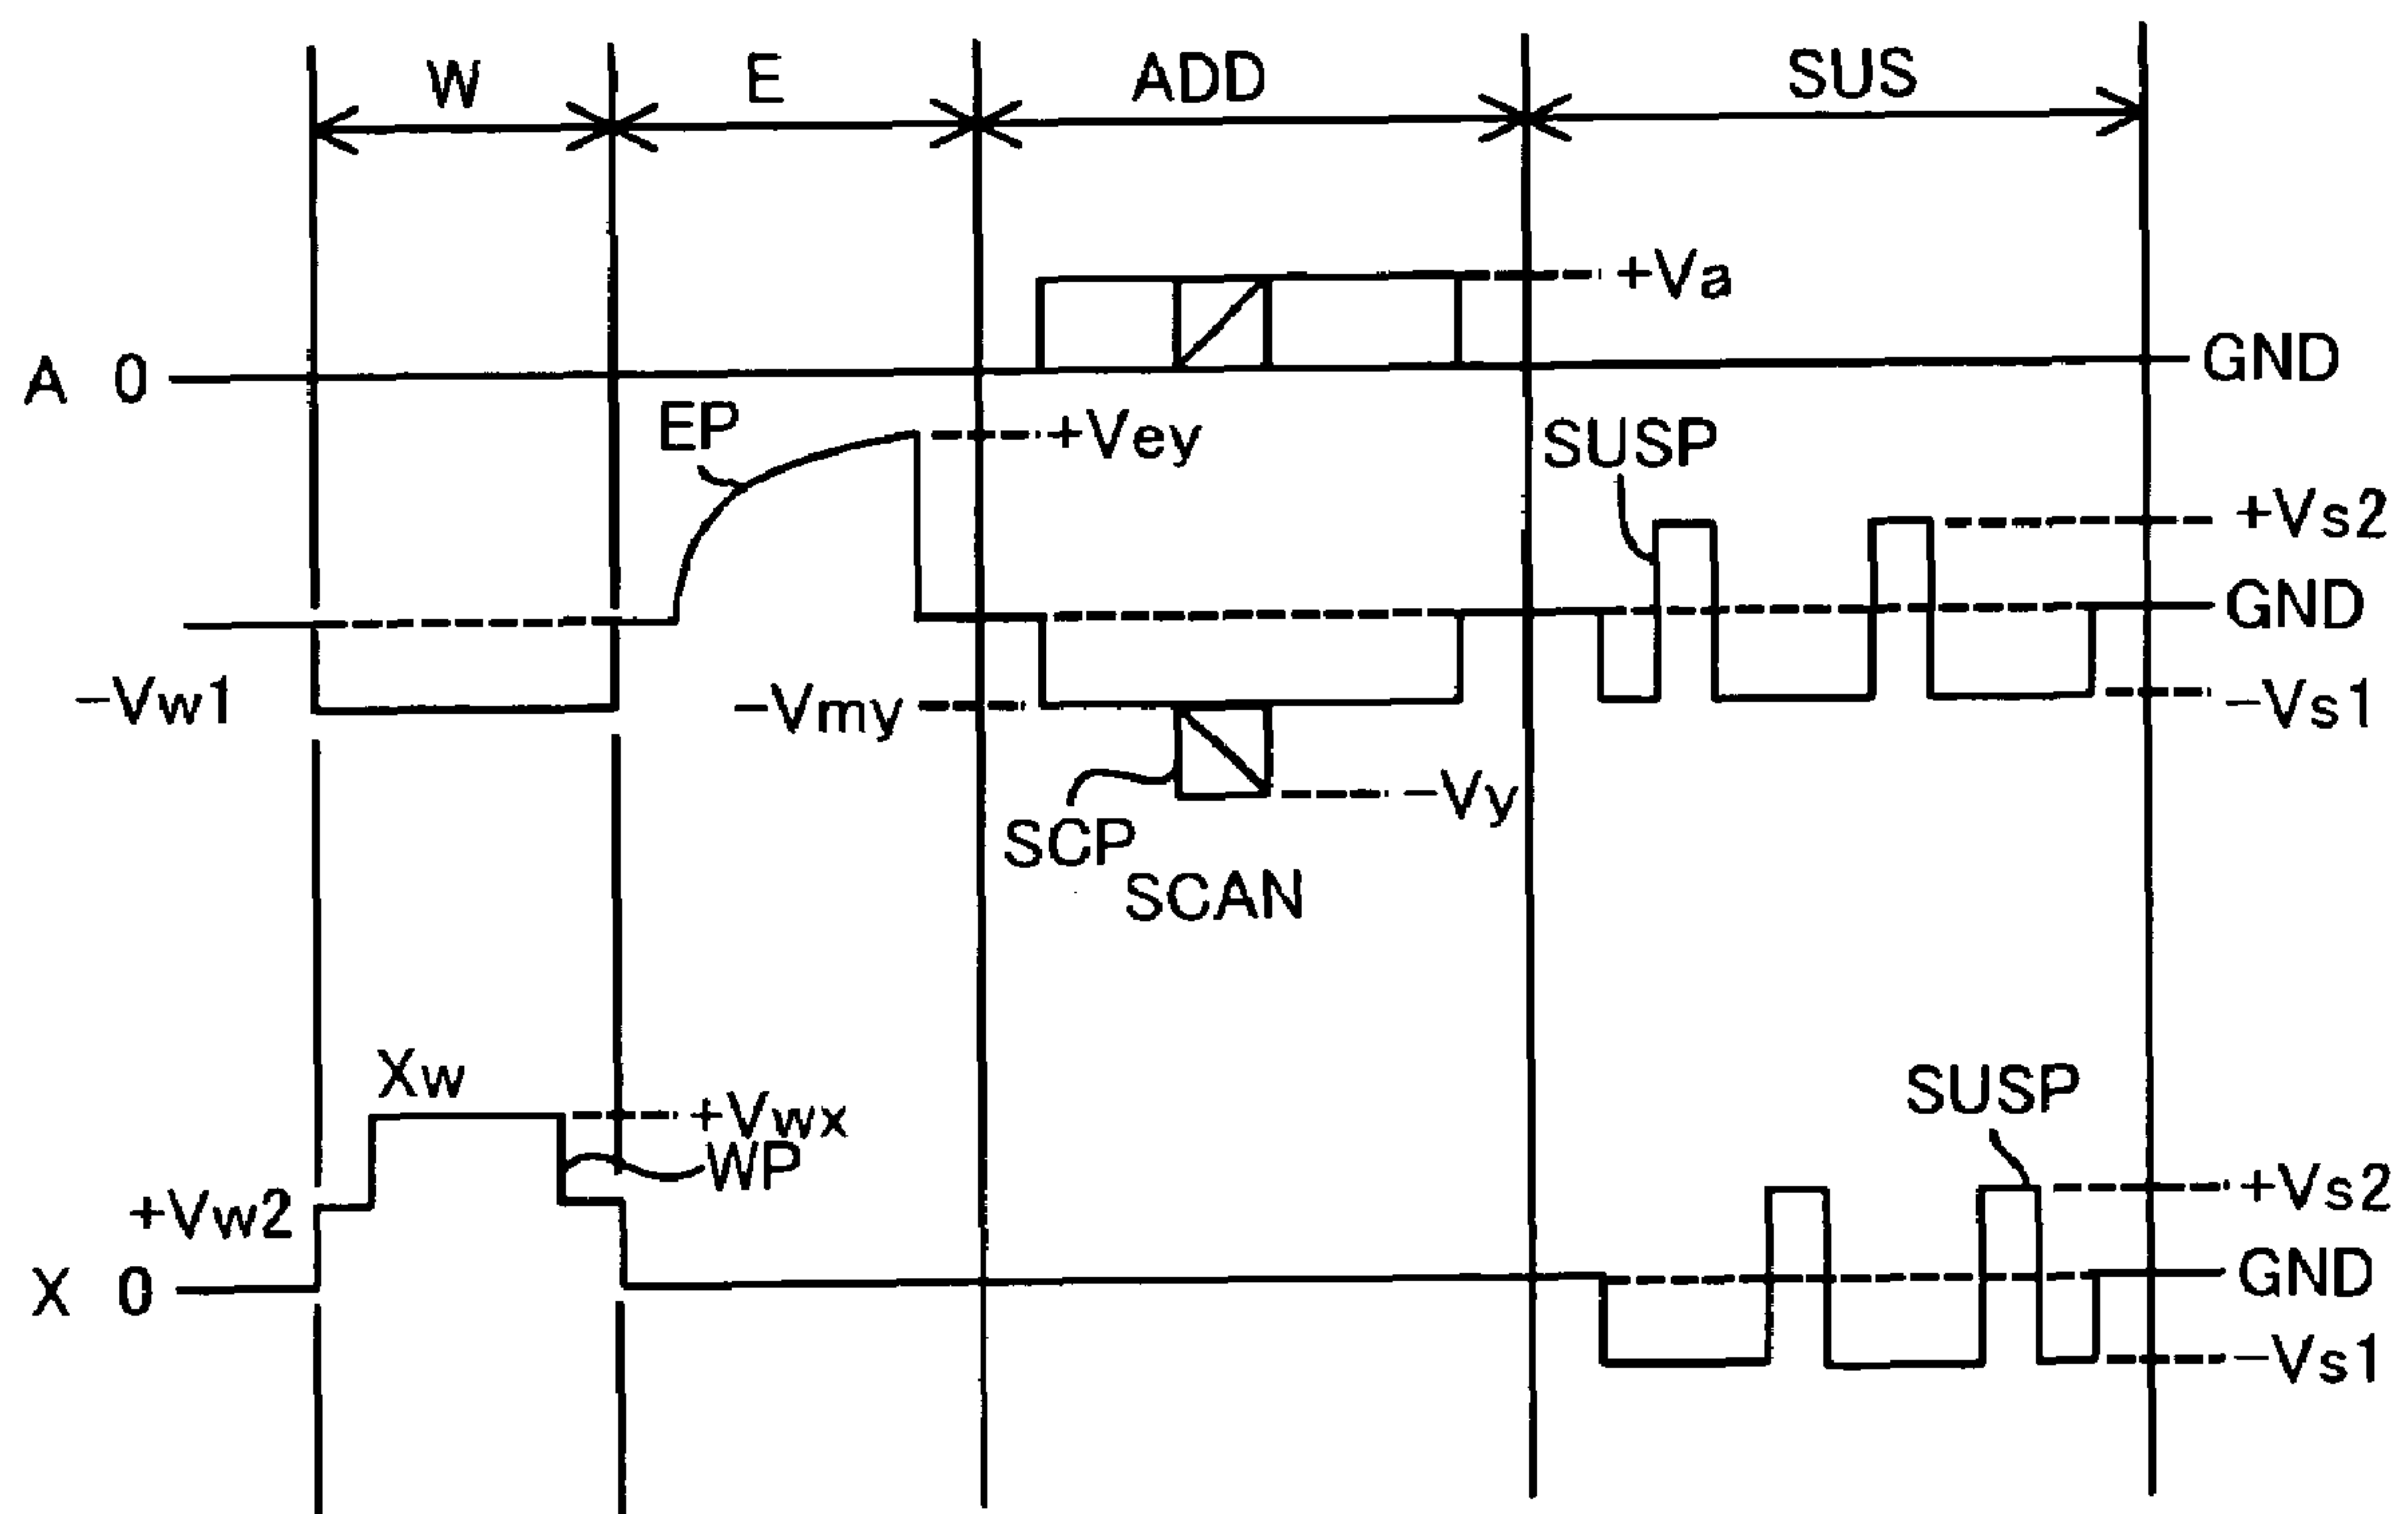 W E ADD SUS
+Va
A 0 GND
EP +Vey SUSP
+Vs2
GND
-Vw1 -Vmy -Vs1
-Vy
SCP
SCAN
Xw SUSP
+Vwx
WP
+Vw2 +Vs2
X 0 GND
-Vs1